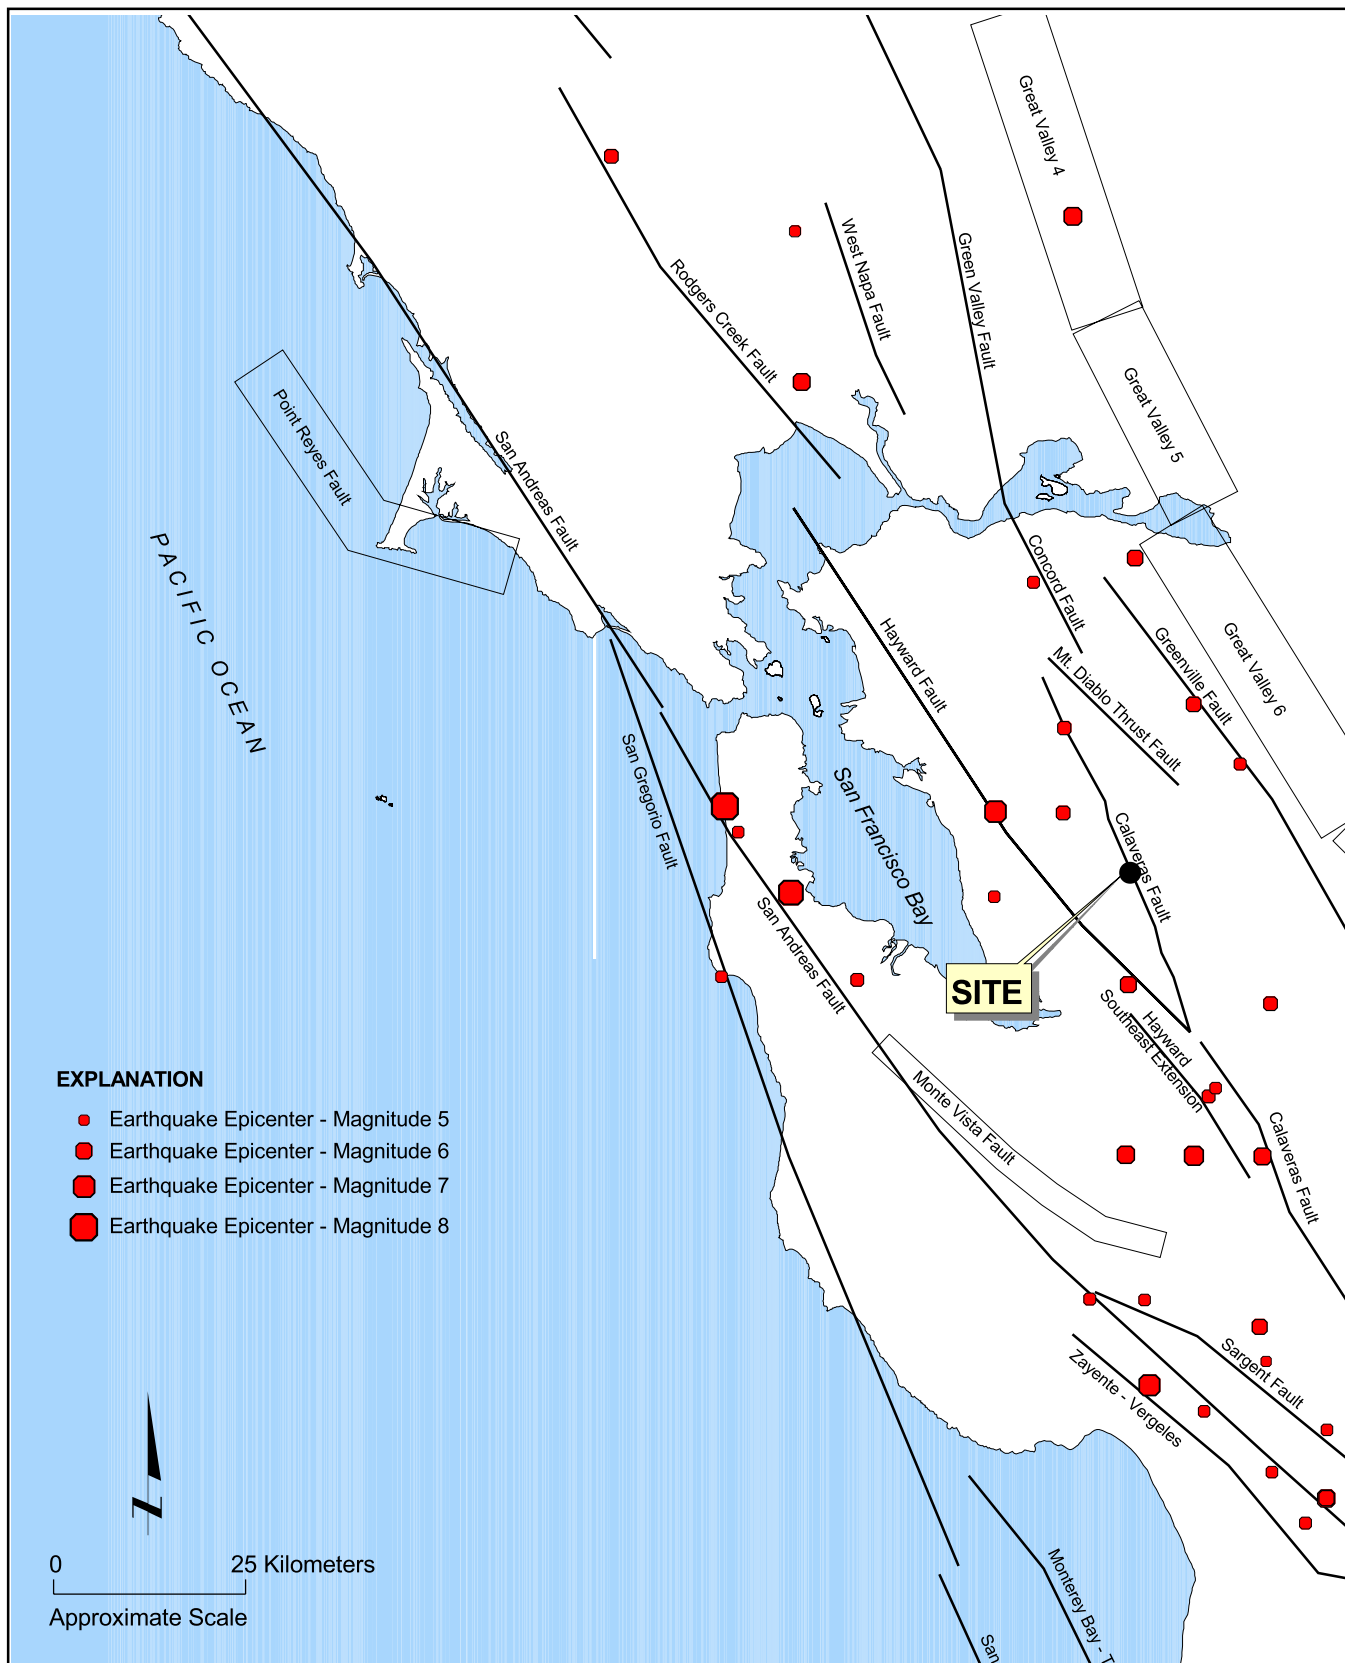 Great Valley 4
West Napa Fault
Green Valley Fault
Rodgers Creek Fault
Great Valley 5
Point Reyes Fault
San Andreas Fault
PACIFIC OCEAN
Concord Fault
Hayward Fault
Greenville Fault
Great Valley 6
Mt. Diablo Thrust Fault
San Gregorio Fault
San Francisco Bay
Calaveras Fault
San Andreas Fault
SITE
Hayward
Southeast Extension
Monte Vista Fault
Calaveras Fault
EXPLANATION
Earthquake Epicenter - Magnitude 5
Earthquake Epicenter - Magnitude 6
Earthquake Epicenter - Magnitude 7
Earthquake Epicenter - Magnitude 8
Sargent Fault
Zayente - Vergeles
Z
0 25 Kilometers
Approximate Scale
Monterey Bay - T
San